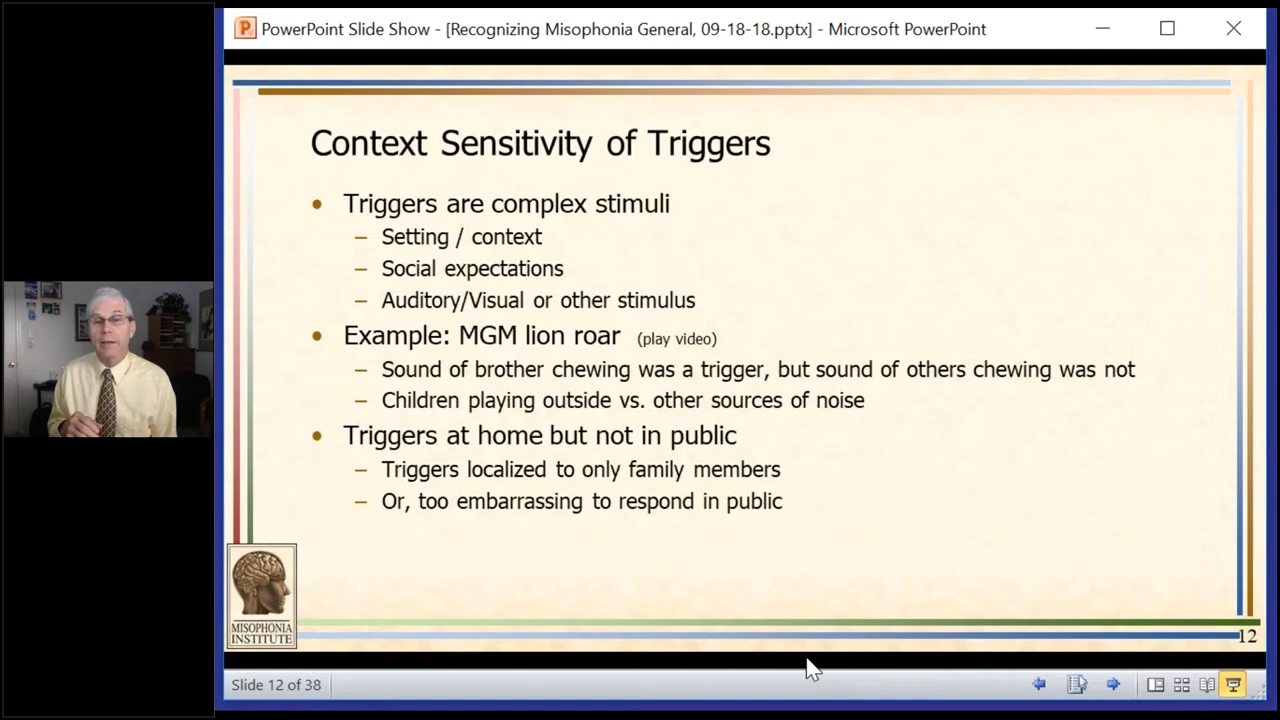 PowerPoint Slide Show - [Recognizing Misophonia General, 09-18-18.pptx] - Microsoft PowerPoint
Context Sensitivity of Triggers
• Triggers are complex stimuli
– Setting / context
– Social expectations
– Auditory/Visual or other stimulus
• Example: MGM lion roar (play video)
– Sound of brother chewing was a trigger, but sound of others chewing was not
– Children playing outside vs. other sources of noise
• Triggers at home but not in public
– Triggers localized to only family members
– Or, too embarrassing to respond in public
MISOPHONIA
INSTITUTE
12
Slide 12 of 38